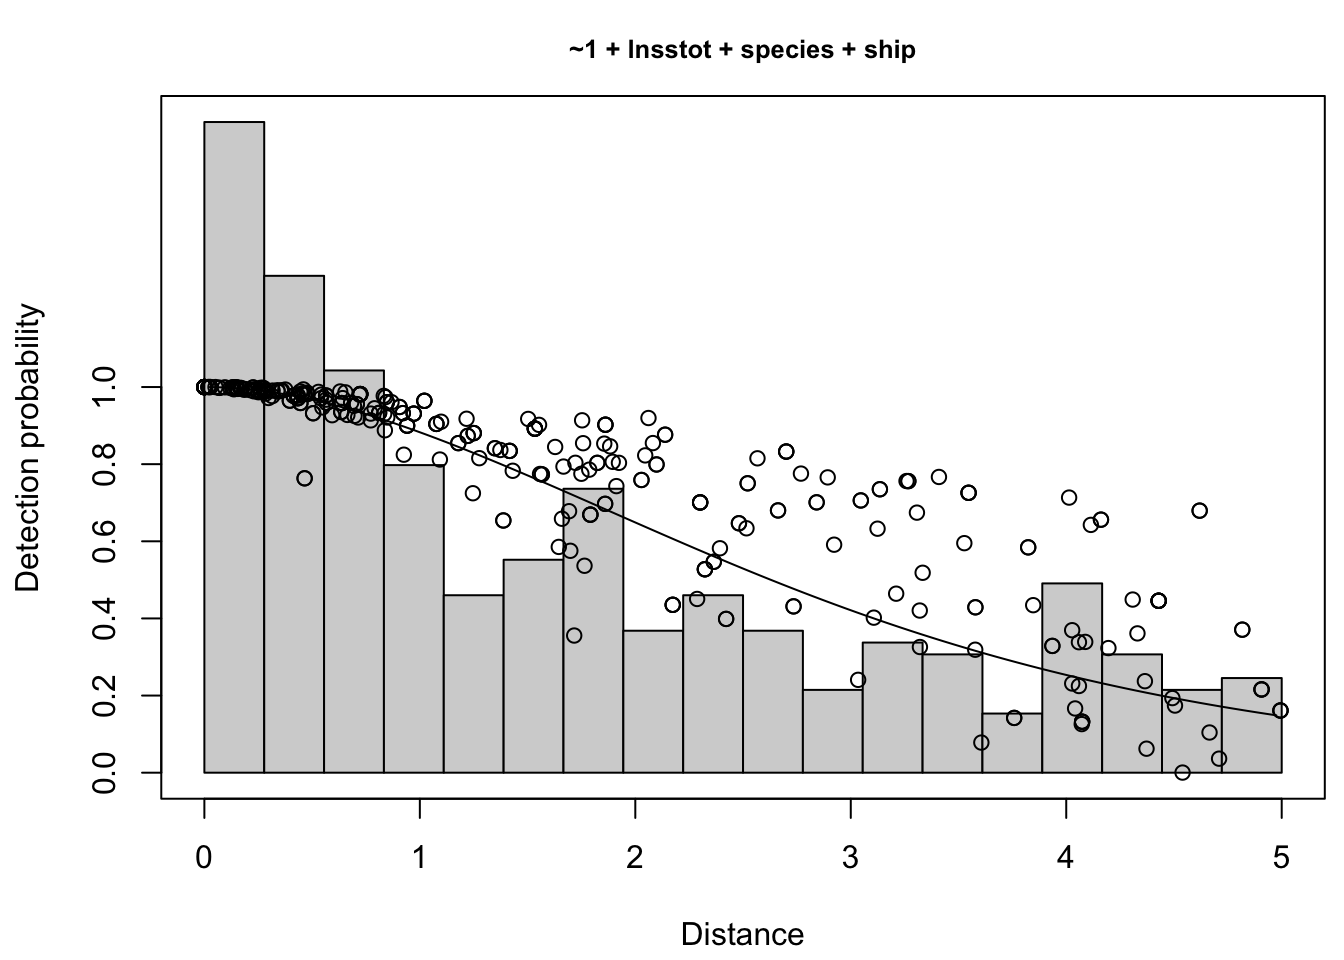 ~1 + lnsstot + species + ship
Detection probability
1.0
0.8
0.6
0.4
0.2
0.0
0 1 2 3 4 5
Distance